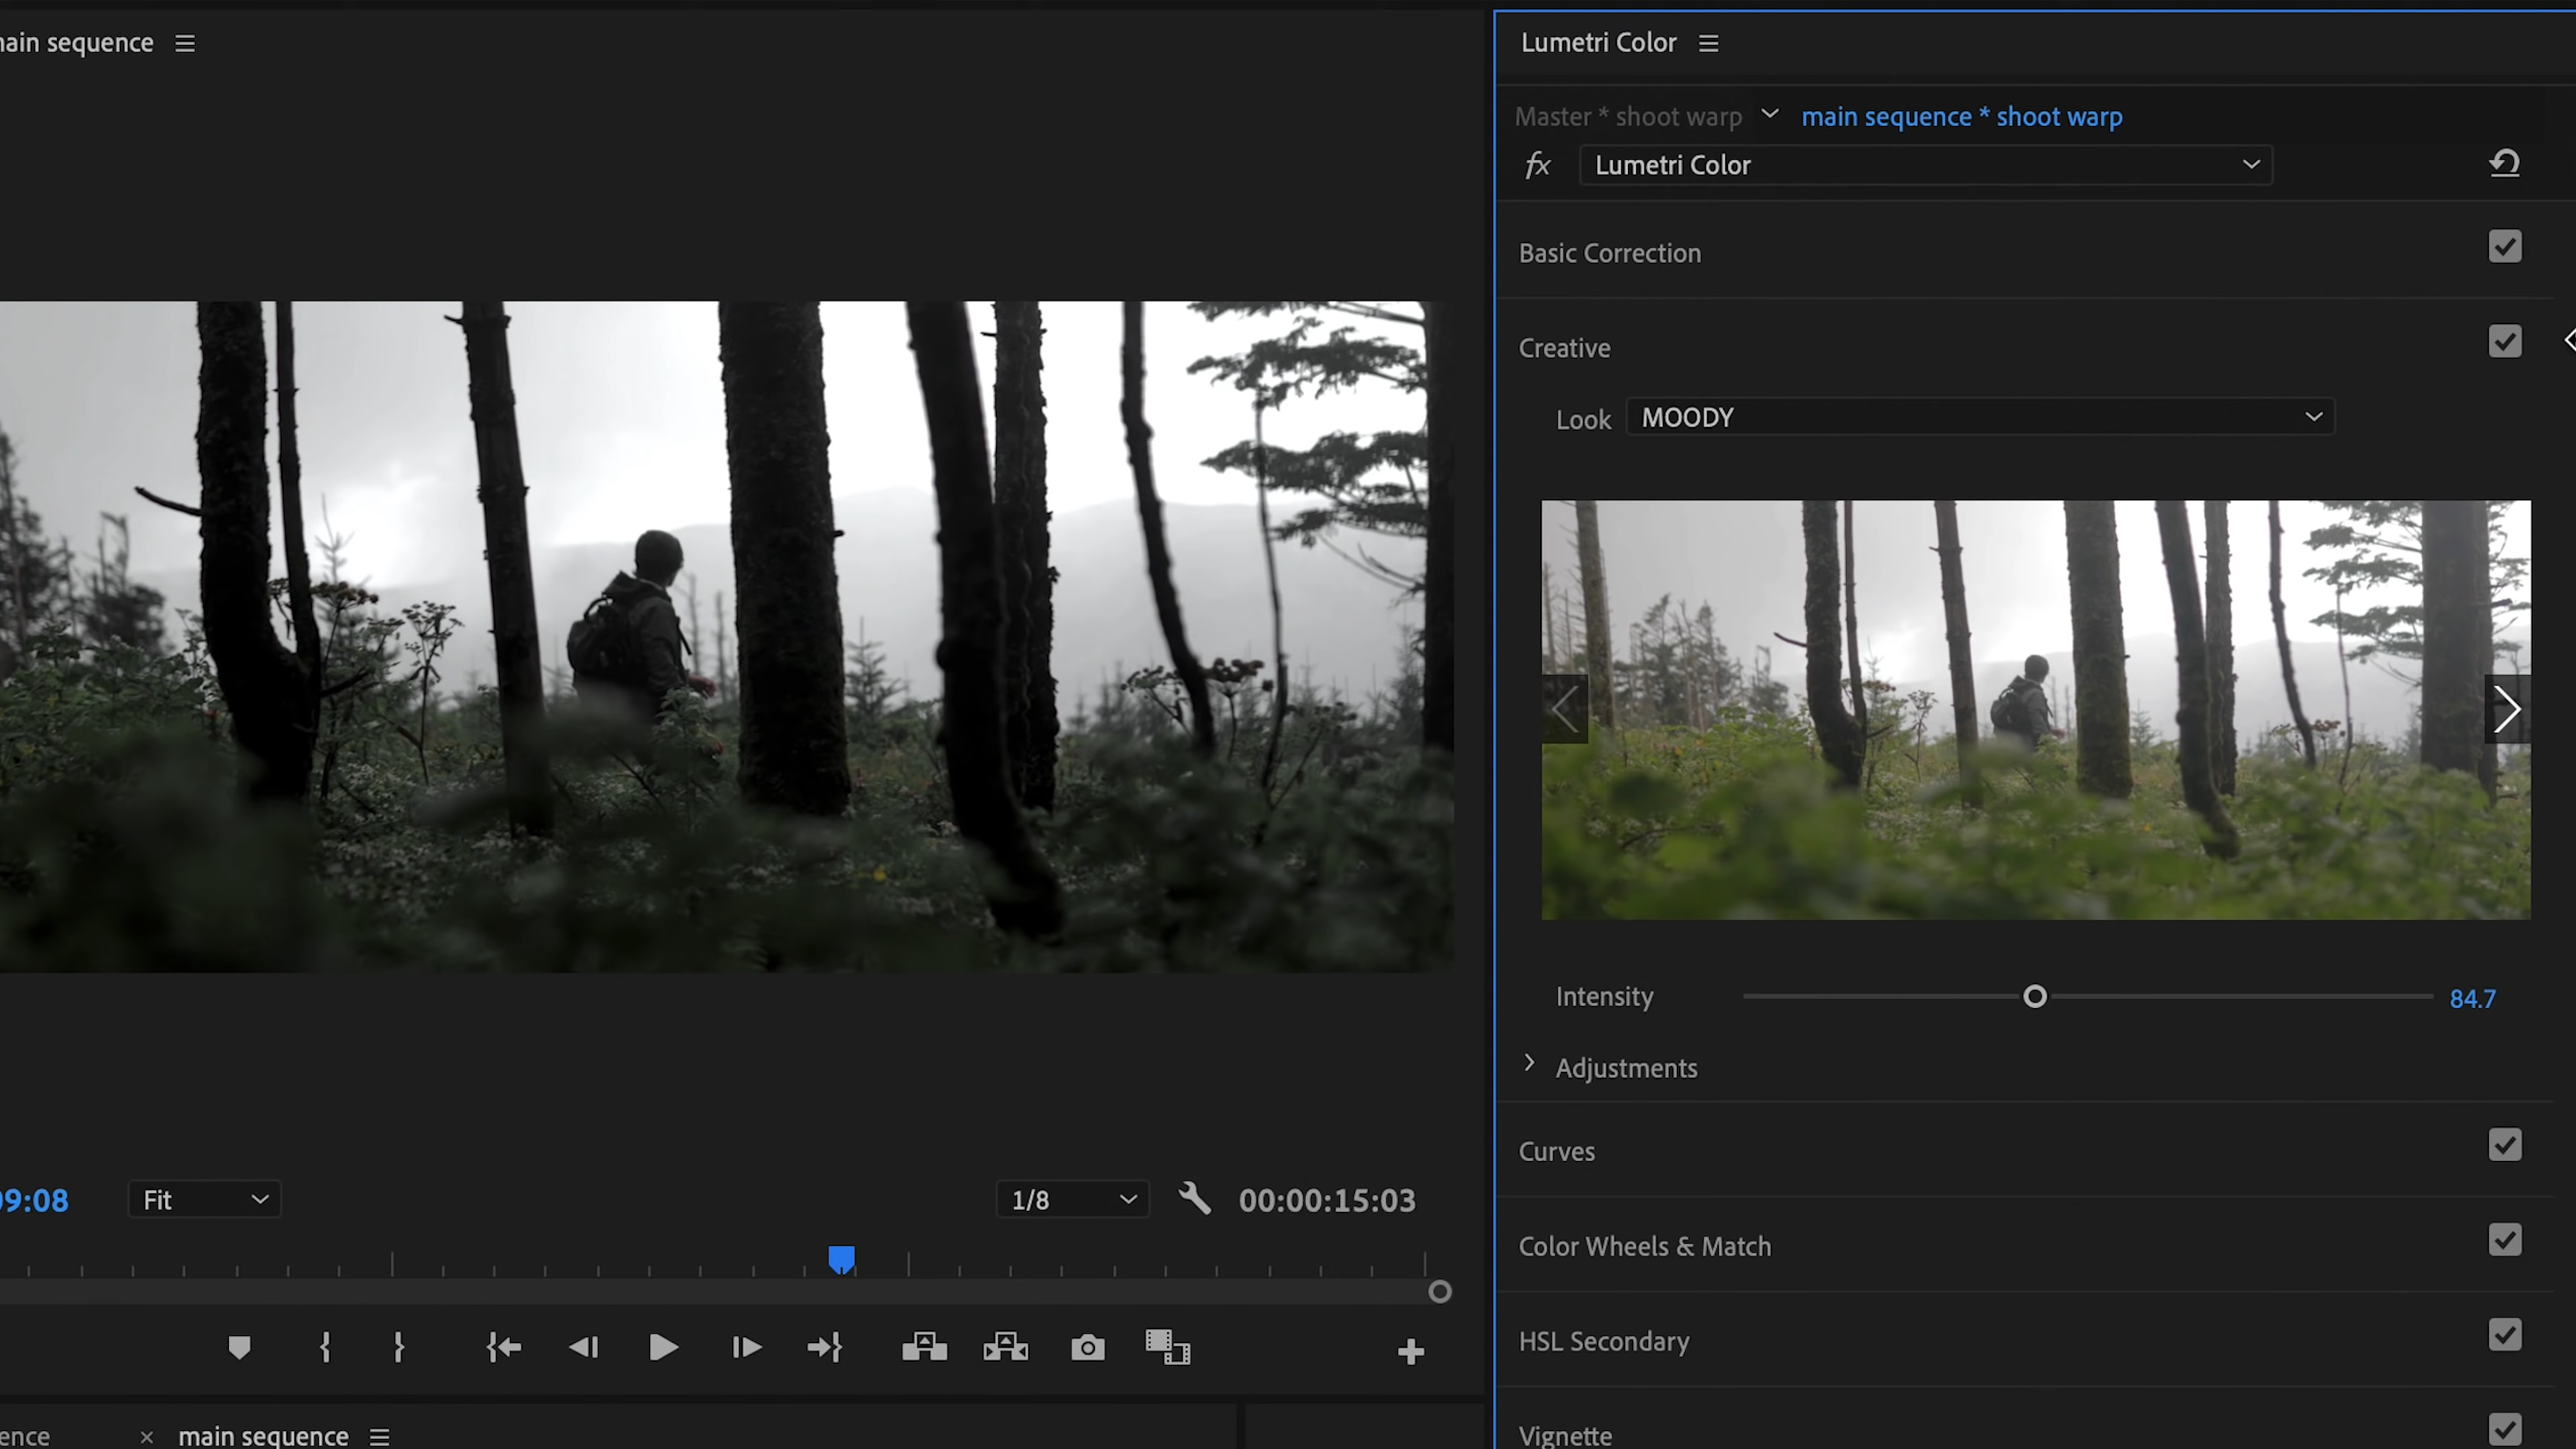 main sequence
Lumetri Color
Master * shoot warp main sequence * shoot warp
fx Lumetri Color
Basic Correction
Creative
Look MOODY
Intensity 84.7
Adjustments
Curves
Color Wheels & Match
HSL Secondary
Vignette
09:08 Fit 1/8 00:00:15:03
ence × main sequence